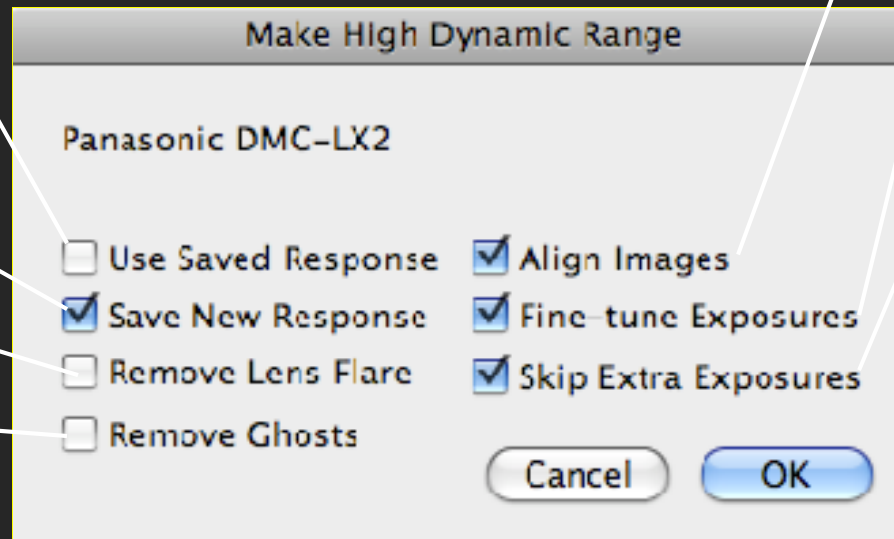 Make High Dynamic Range
Panasonic DMC-LX2
Use Saved Response
Align Images
Save New Response
Fine-tune Exposures
Remove Lens Flare
Skip Extra Exposures
Remove Ghosts
Cancel
OK